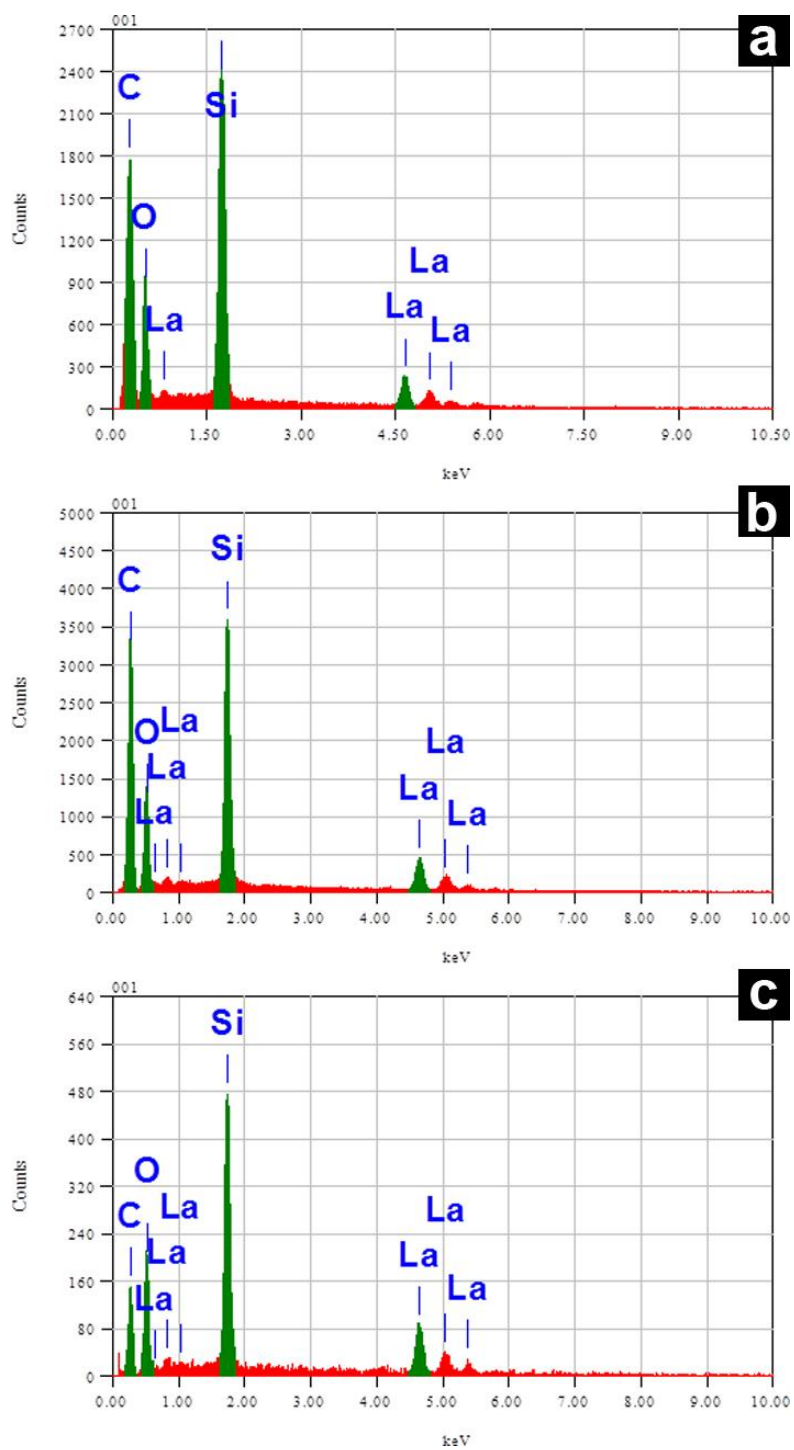 001
a
2700
2400
2100
1800
1500
1200
900
600
300
0
Counts
C
O
La
Si
La
La
La
0.00 1.50 3.00 4.50 6.00 7.50 9.00 10.50
keV
001
b
5000
4500
4000
3500
3000
2500
2000
1500
1000
500
0
Counts
C
Si
O
La
La
La
La
La
La
0.00 1.00 2.00 3.00 4.00 5.00 6.00 7.00 8.00 9.00 10.00
keV
001
c
640
560
480
400
320
240
160
80
0
Counts
Si
O
C
La
La
La
La
La
La
0.00 1.00 2.00 3.00 4.00 5.00 6.00 7.00 8.00 9.00 10.00
keV